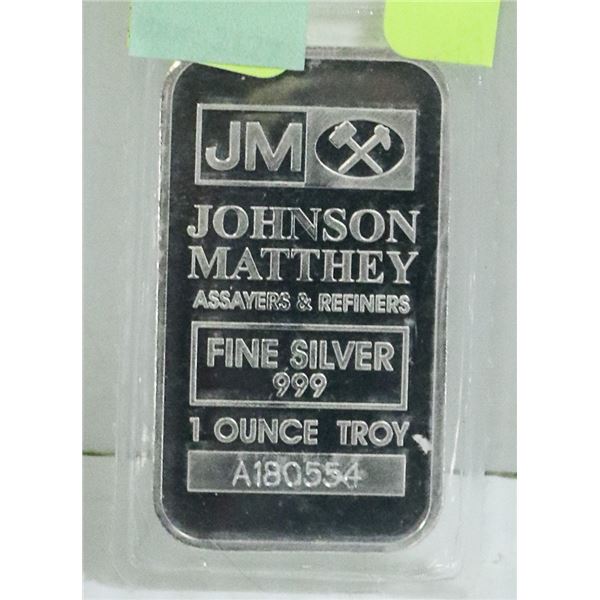 JM
JOHNSON
MATTHEY
ASSAYERS & REFINERS
FINE SILVER
999
1 OUNCE TROY
A180554